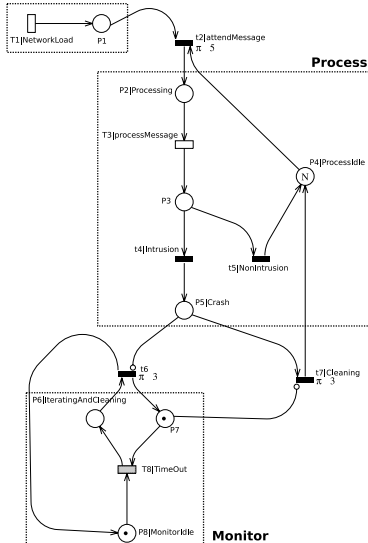 t2|attendMessage
π 5
T1|NetworkLoad
P1
Process
P2|Processing
T3|processMessage
P4|ProcessIdle
N
P3
t4|Intrusion
t5|NonIntrusion
P5|Crash
t6
π 3
t7|Cleaning
π 3
P6|IteratingAndCleaning
P7
T8|TimeOut
P8|MonitorIdle
Monitor